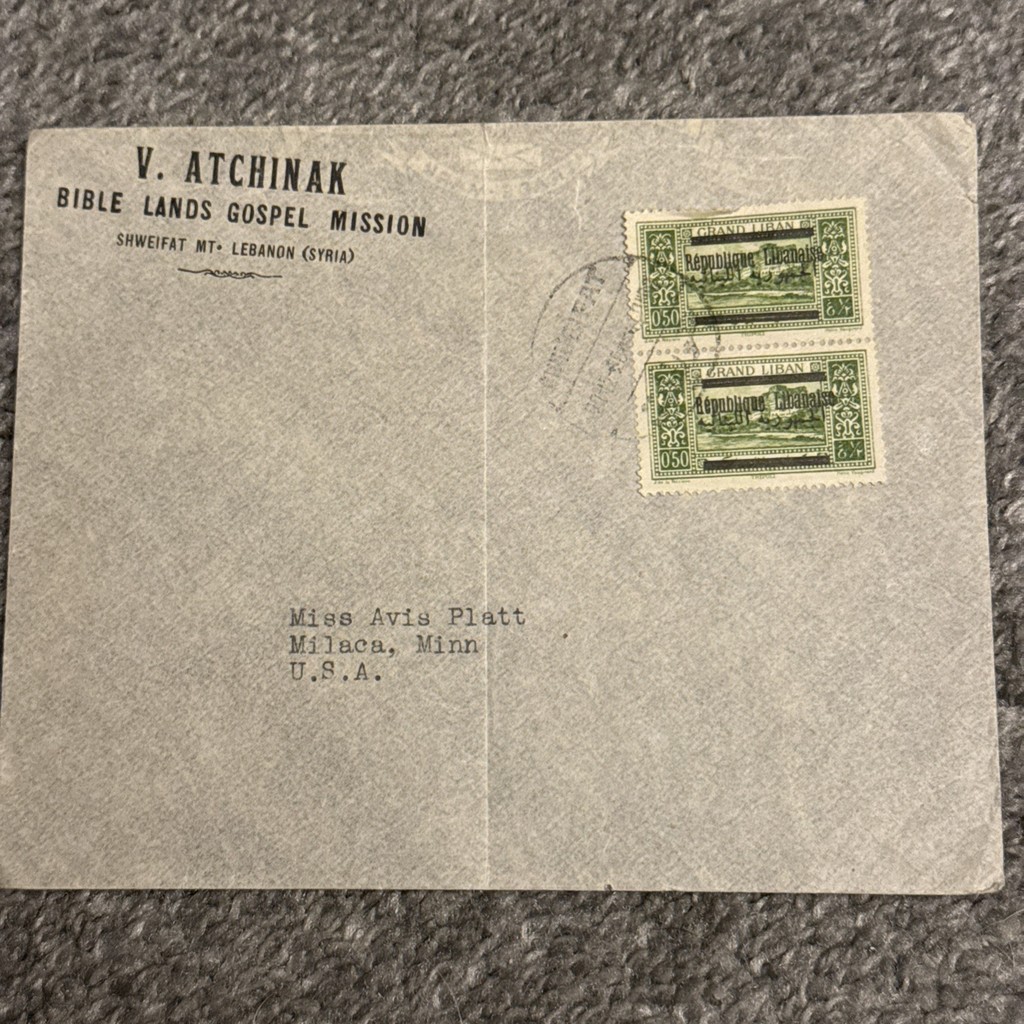 V. ATCHINAK
BIBLE LANDS GOSPEL MISSION
SHWEIFAT MT. LEBANON (SYRIA)
GRAND LIBAN
République Libanaise
0,50
GRAND LIBAN
République Libanaise
0,50
Miss Avis Platt
Milaca, Minn
U.S.A.